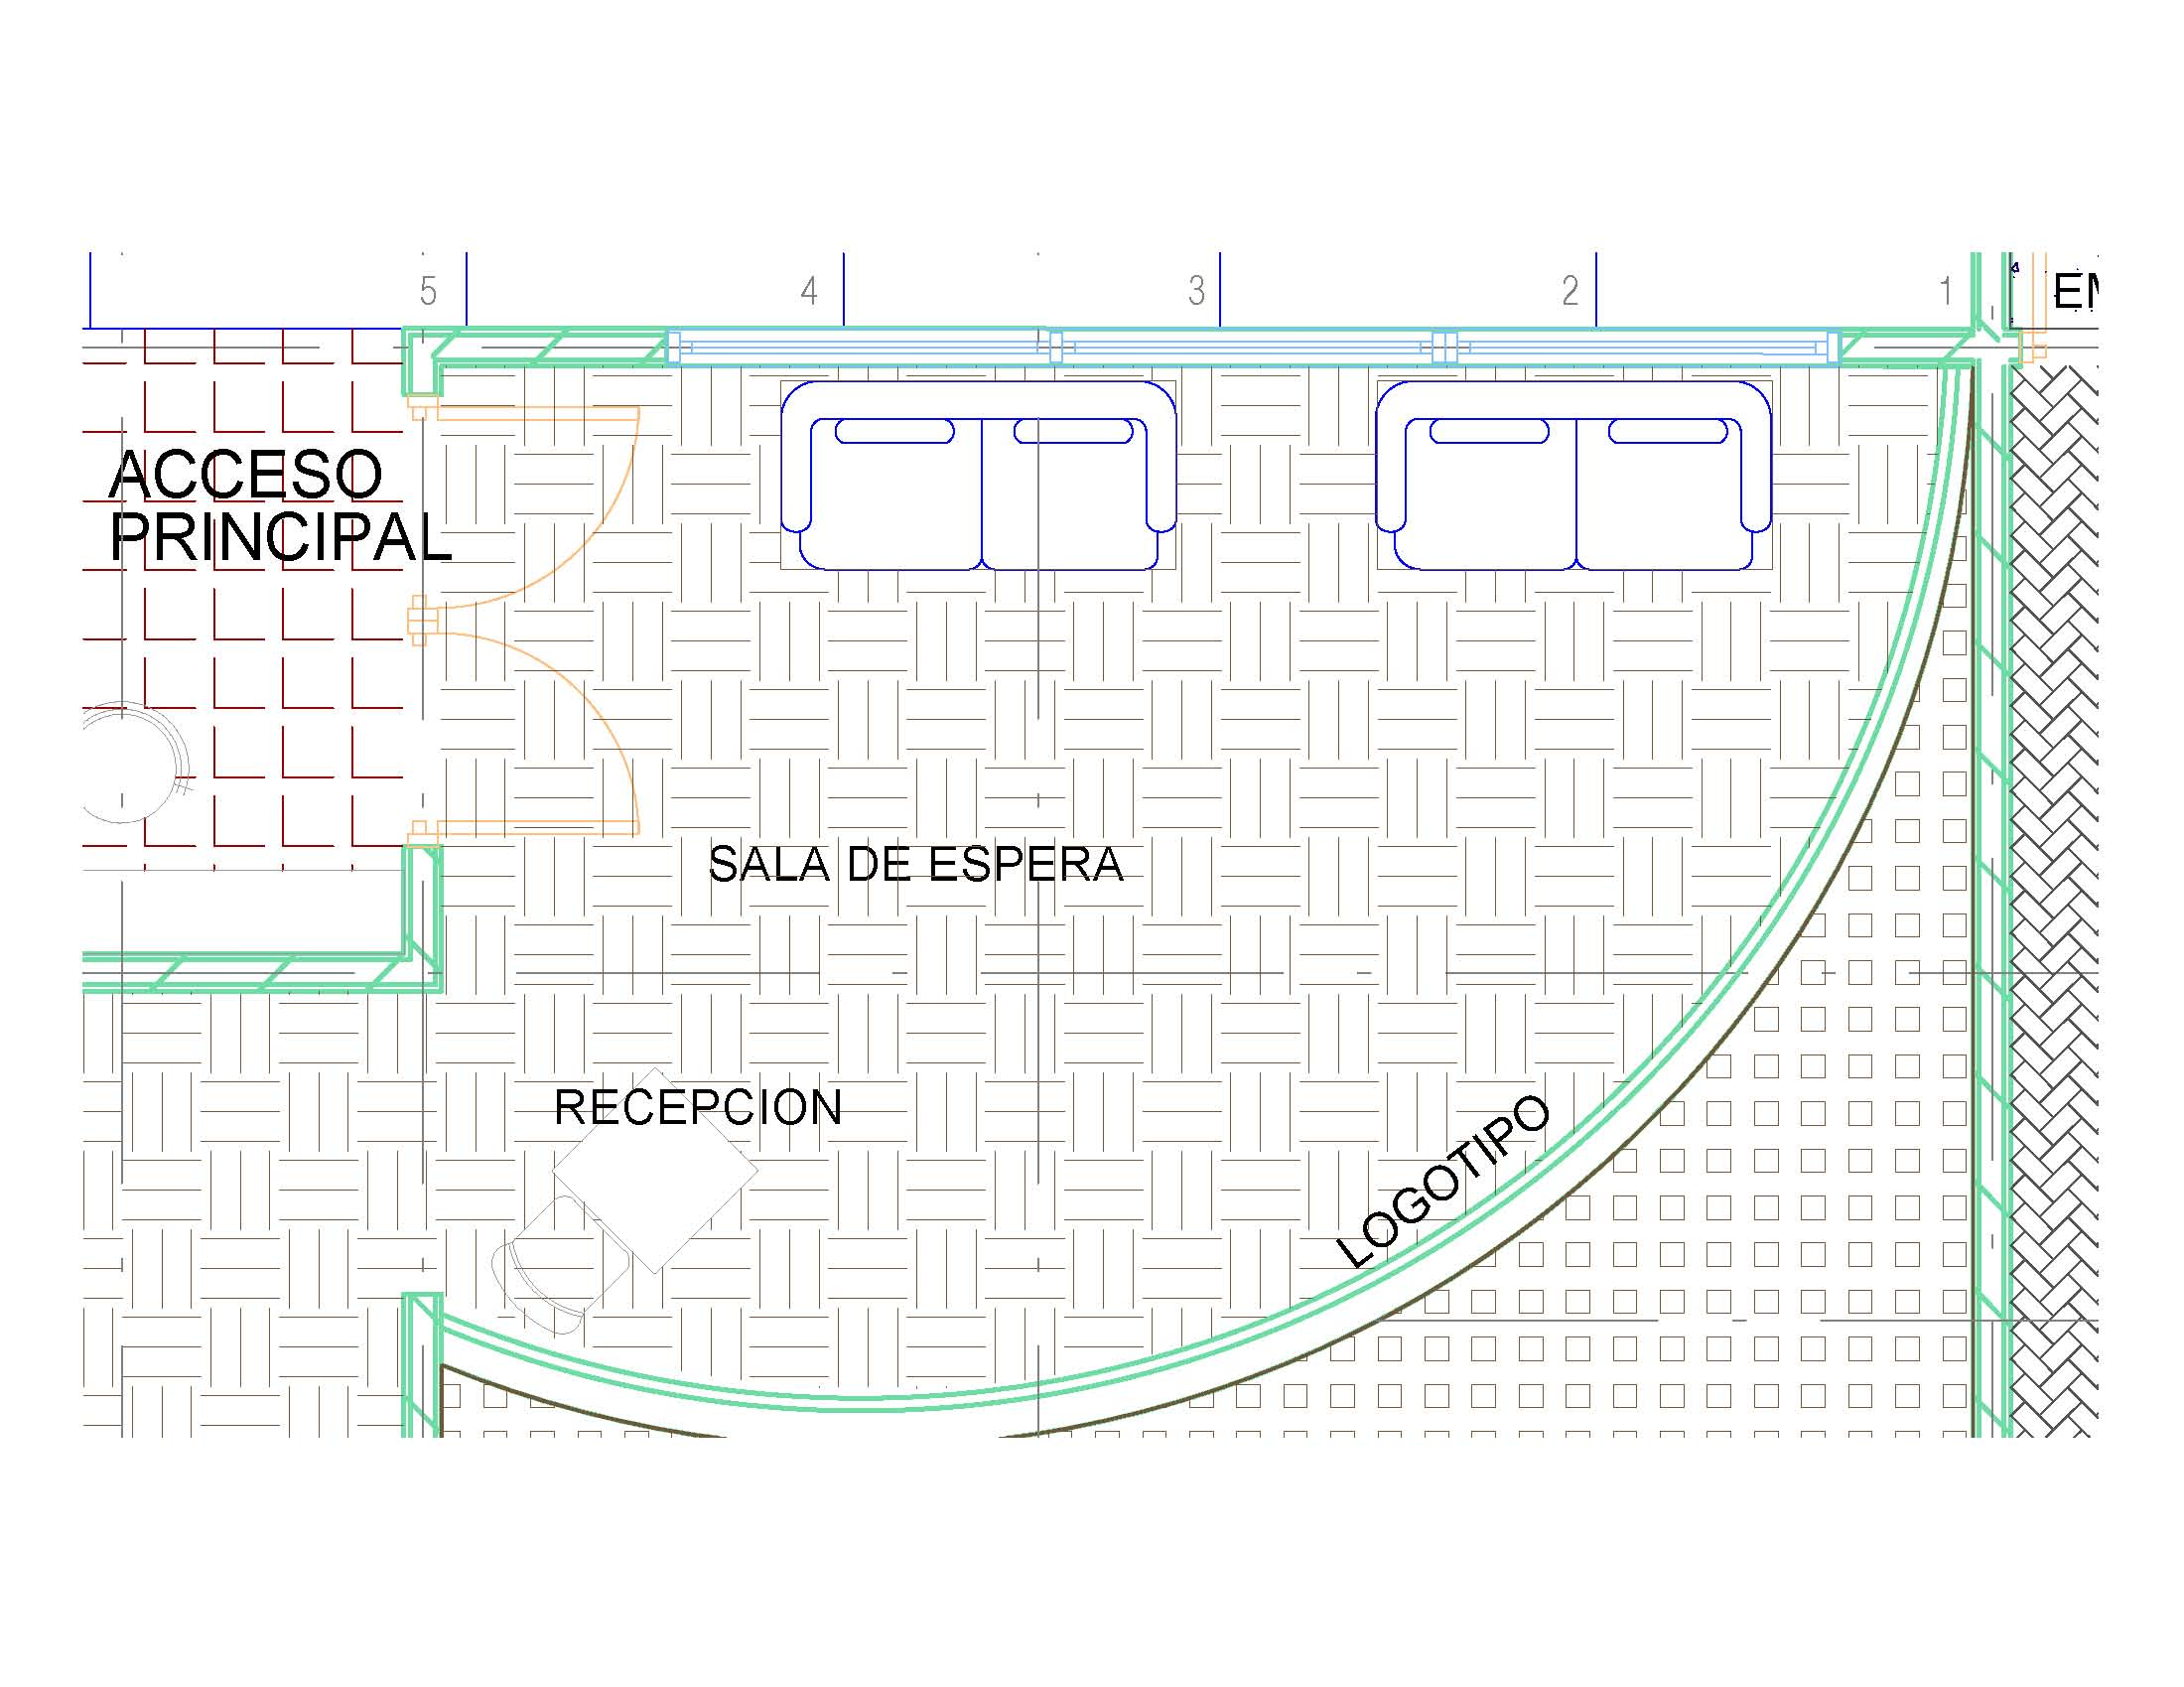 5
4
3
2
1
ACCESO
PRINCIPAL
SALA DE ESPERA
RECEPCION
LOGOTIPO